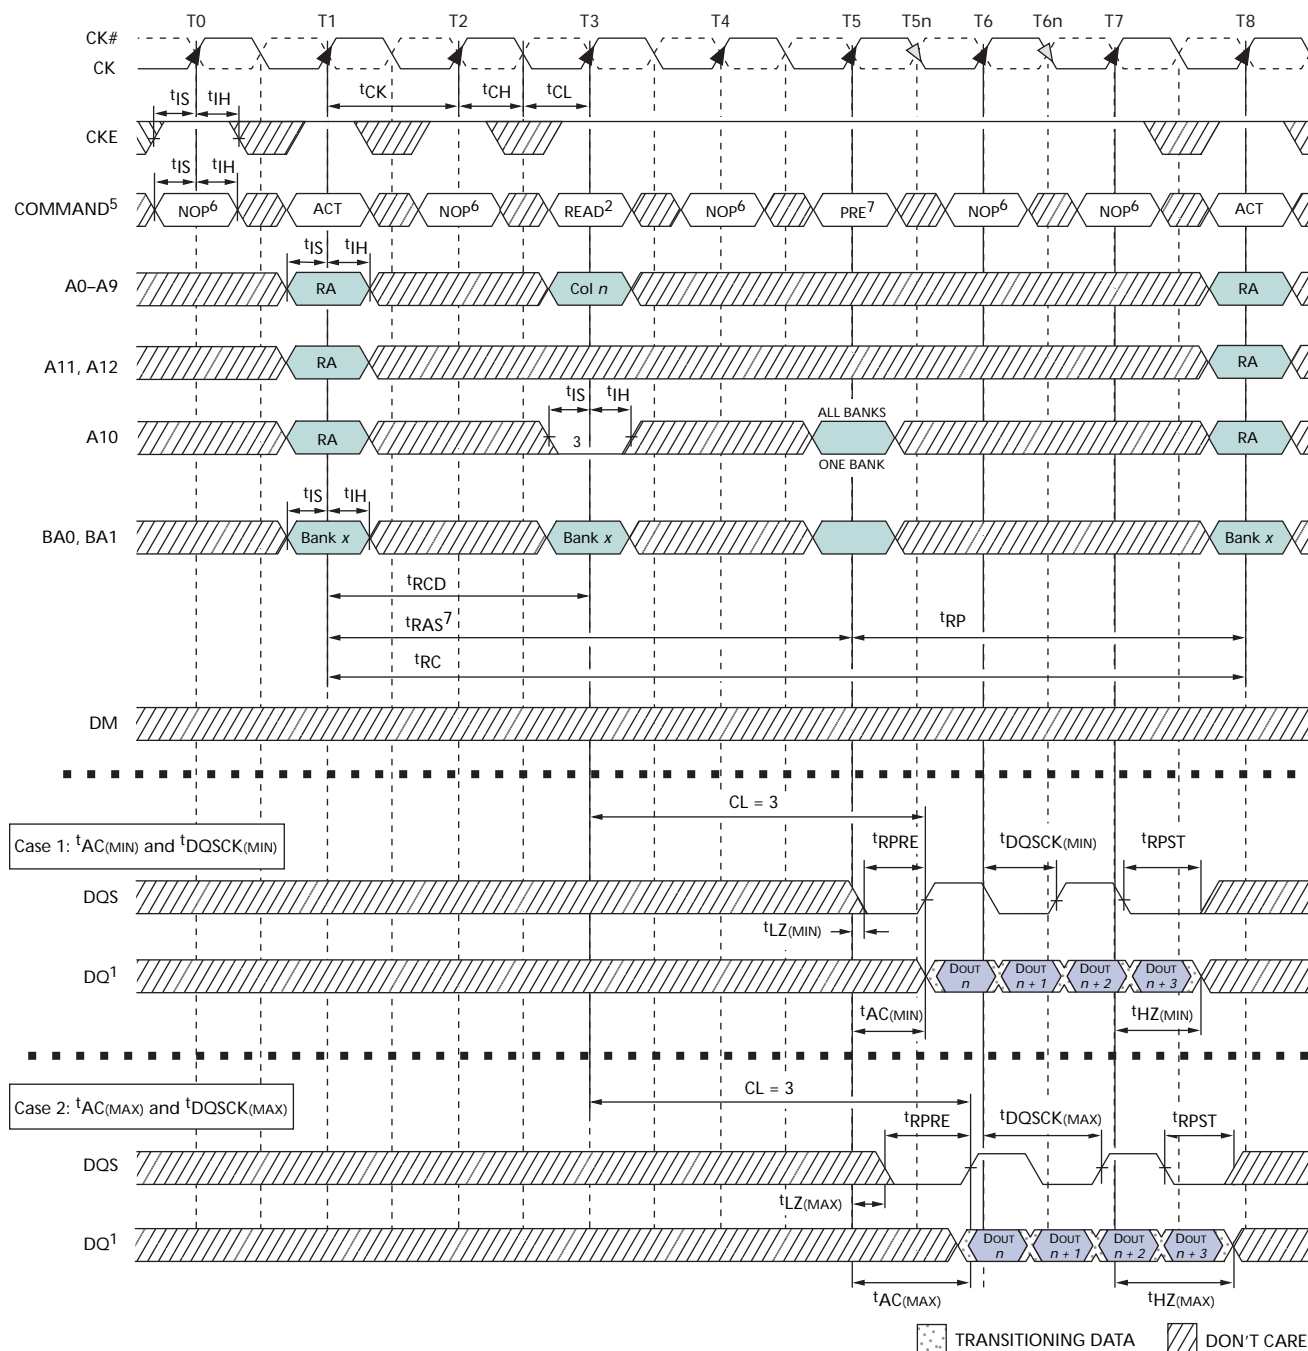 T0 T1 T2 T3 T4 T5 T5n T6 T6n T7 T8
CK#
CK
tCK tCH tCL
tIS tIH
CKE
tIS tIH
COMMAND5 NOP6 ACT NOP6 READ2 NOP6 PRE7 NOP6 NOP6 ACT
tIS tIH
A0–A9 RA Col n RA
A11, A12 RA RA
tIS tIH
ALL BANKS
A10 RA 3 RA
ONE BANK
tIS tIH
BA0, BA1 Bank x Bank x Bank x
tRCD
tRAS7 tRP
tRC
DM
CL = 3
Case 1: tAC(MIN) and tDQSCK(MIN)
tRPRE tDQSCK(MIN) tRPST
DQS
tLZ(MIN)
DQ1 DOUT n DOUT n + 1 DOUT n + 2 DOUT n + 3
tAC(MIN) tHZ(MIN)
CL = 3
Case 2: tAC(MAX) and tDQSCK(MAX)
tRPRE tDQSCK(MAX) tRPST
DQS
tLZ(MAX)
DQ1 DOUT n DOUT n + 1 DOUT n + 2 DOUT n + 3
tAC(MAX) tHZ(MAX)
TRANSITIONING DATA DON'T CARE